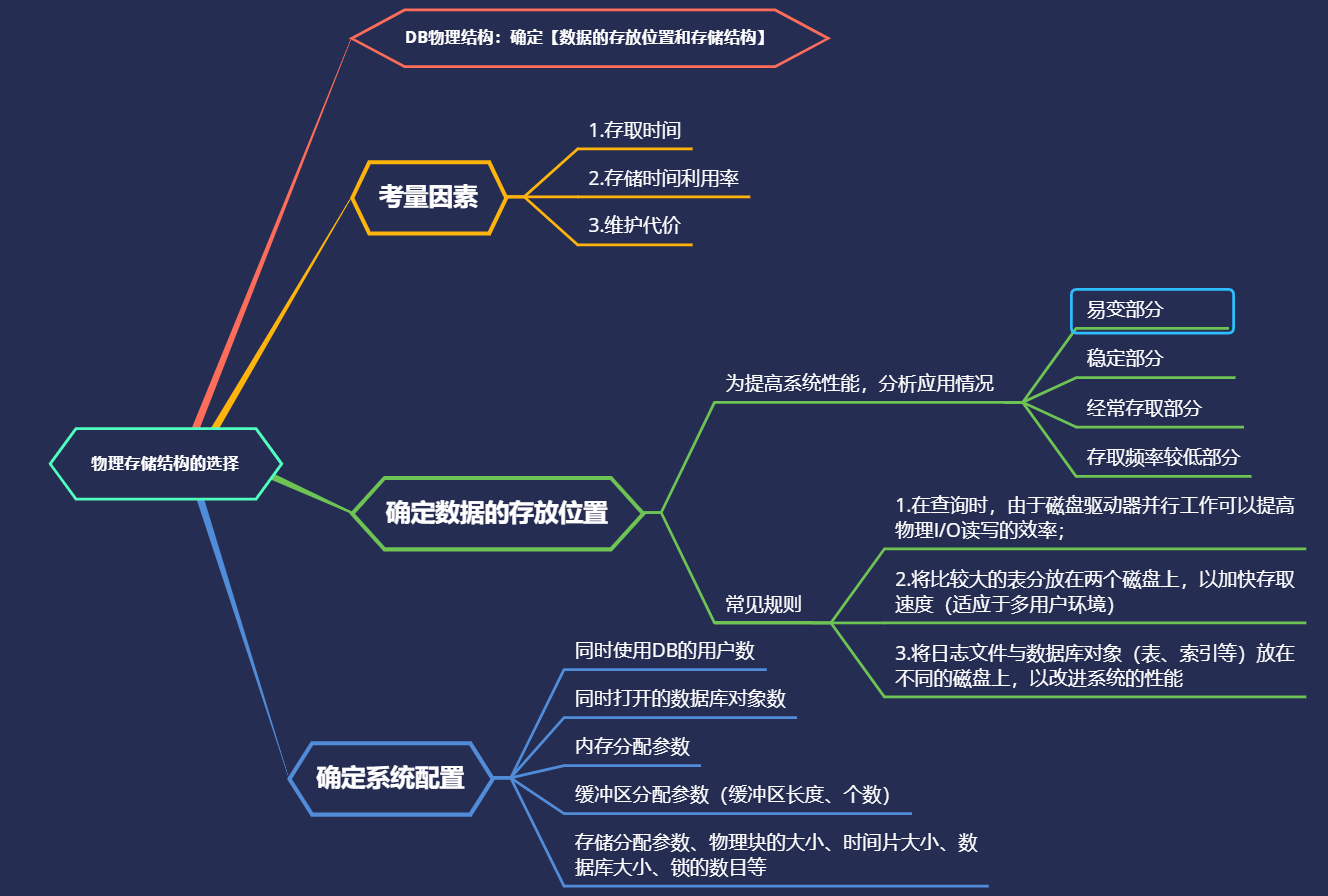 DB物理结构：确定【数据的存放位置和存储结构】
考量因素
1.存取时间
2.存储时间利用率
3.维护代价
物理存储结构的选择
确定数据的存放位置
为提高系统性能，分析应用情况
易变部分
稳定部分
经常存取部分
存取频率较低部分
常见规则
1.在查询时，由于磁盘驱动器并行工作可以提高
物理I/O读写的效率；
2.将比较大的表分放在两个磁盘上，以加快存取
速度（适应于多用户环境）
3.将日志文件与数据库对象（表、索引等）放在
不同的磁盘上，以改进系统的性能
确定系统配置
同时使用DB的用户数
同时打开的数据库对象数
内存分配参数
缓冲区分配参数（缓冲区长度、个数）
存储分配参数、物理块的大小、时间片大小、数
据库大小、锁的数目等